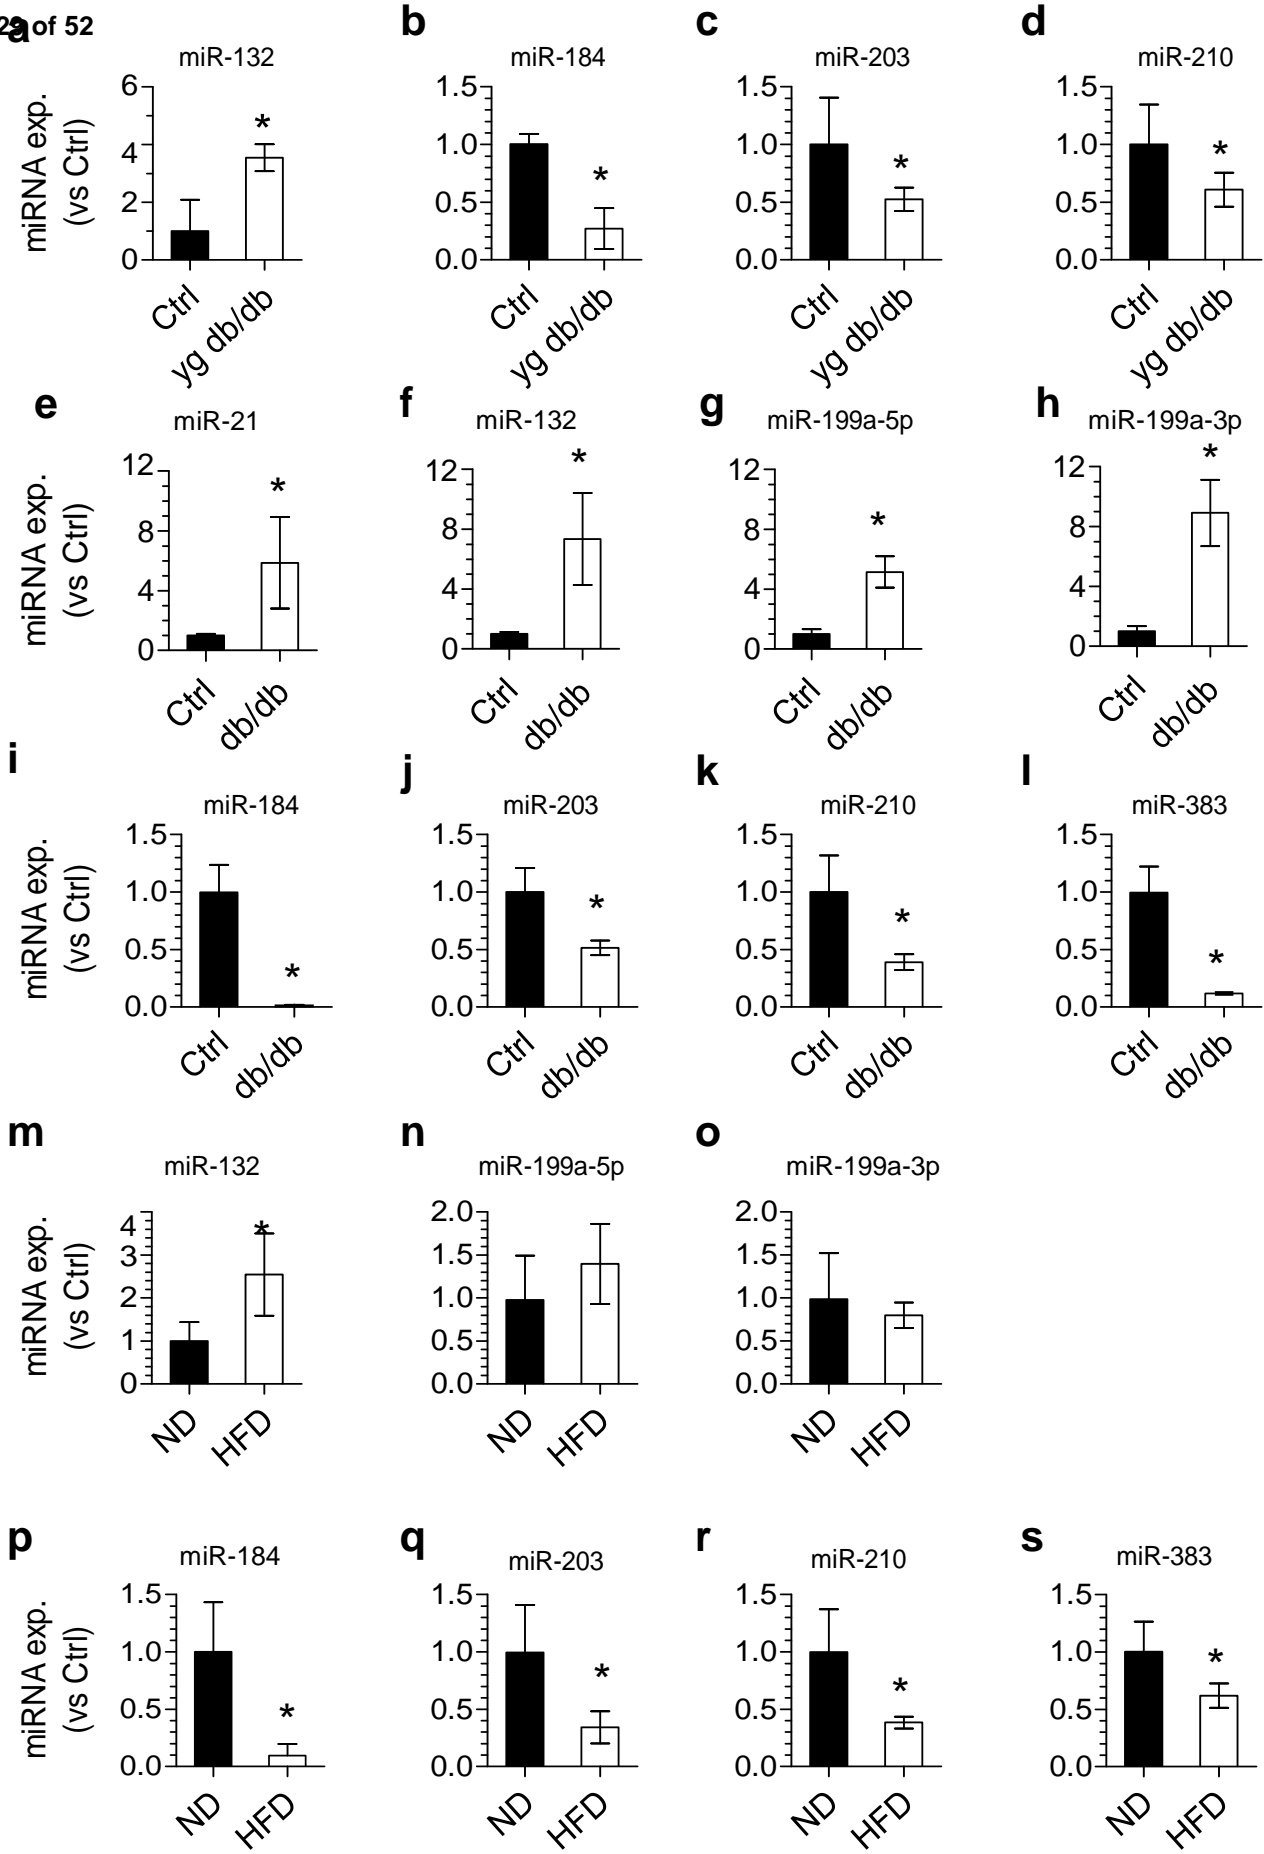 29 of 52
a
b
c
d
miR-132
miR-184
miR-203
miR-210
miRNA exp.
(vs Ctrl)
6
4
2
0
1.5
1.0
0.5
0.0
1.5
1.0
0.5
0.0
1.5
1.0
0.5
0.0
*
*
*
*
Ctrl
yg db/db
Ctrl
yg db/db
Ctrl
yg db/db
Ctrl
yg db/db
e
f
g
h
miR-21
miR-132
miR-199a-5p
miR-199a-3p
miRNA exp.
(vs Ctrl)
12
8
4
0
12
8
4
0
12
8
4
0
12
8
4
0
*
*
*
*
Ctrl
db/db
Ctrl
db/db
Ctrl
db/db
Ctrl
db/db
i
j
k
l
miR-184
miR-203
miR-210
miR-383
miRNA exp.
(vs Ctrl)
1.5
1.0
0.5
0.0
1.5
1.0
0.5
0.0
1.5
1.0
0.5
0.0
1.5
1.0
0.5
0.0
*
*
*
*
Ctrl
db/db
Ctrl
db/db
Ctrl
db/db
Ctrl
db/db
m
n
o
miR-132
miR-199a-5p
miR-199a-3p
miRNA exp.
(vs Ctrl)
4
3
2
1
0
2.0
1.5
1.0
0.5
0.0
2.0
1.5
1.0
0.5
0.0
*
ND
HFD
ND
HFD
ND
HFD
p
q
r
s
miR-184
miR-203
miR-210
miR-383
miRNA exp.
(vs Ctrl)
1.5
1.0
0.5
0.0
1.5
1.0
0.5
0.0
1.5
1.0
0.5
0.0
1.5
1.0
0.5
0.0
*
*
*
*
ND
HFD
ND
HFD
ND
HFD
ND
HFD